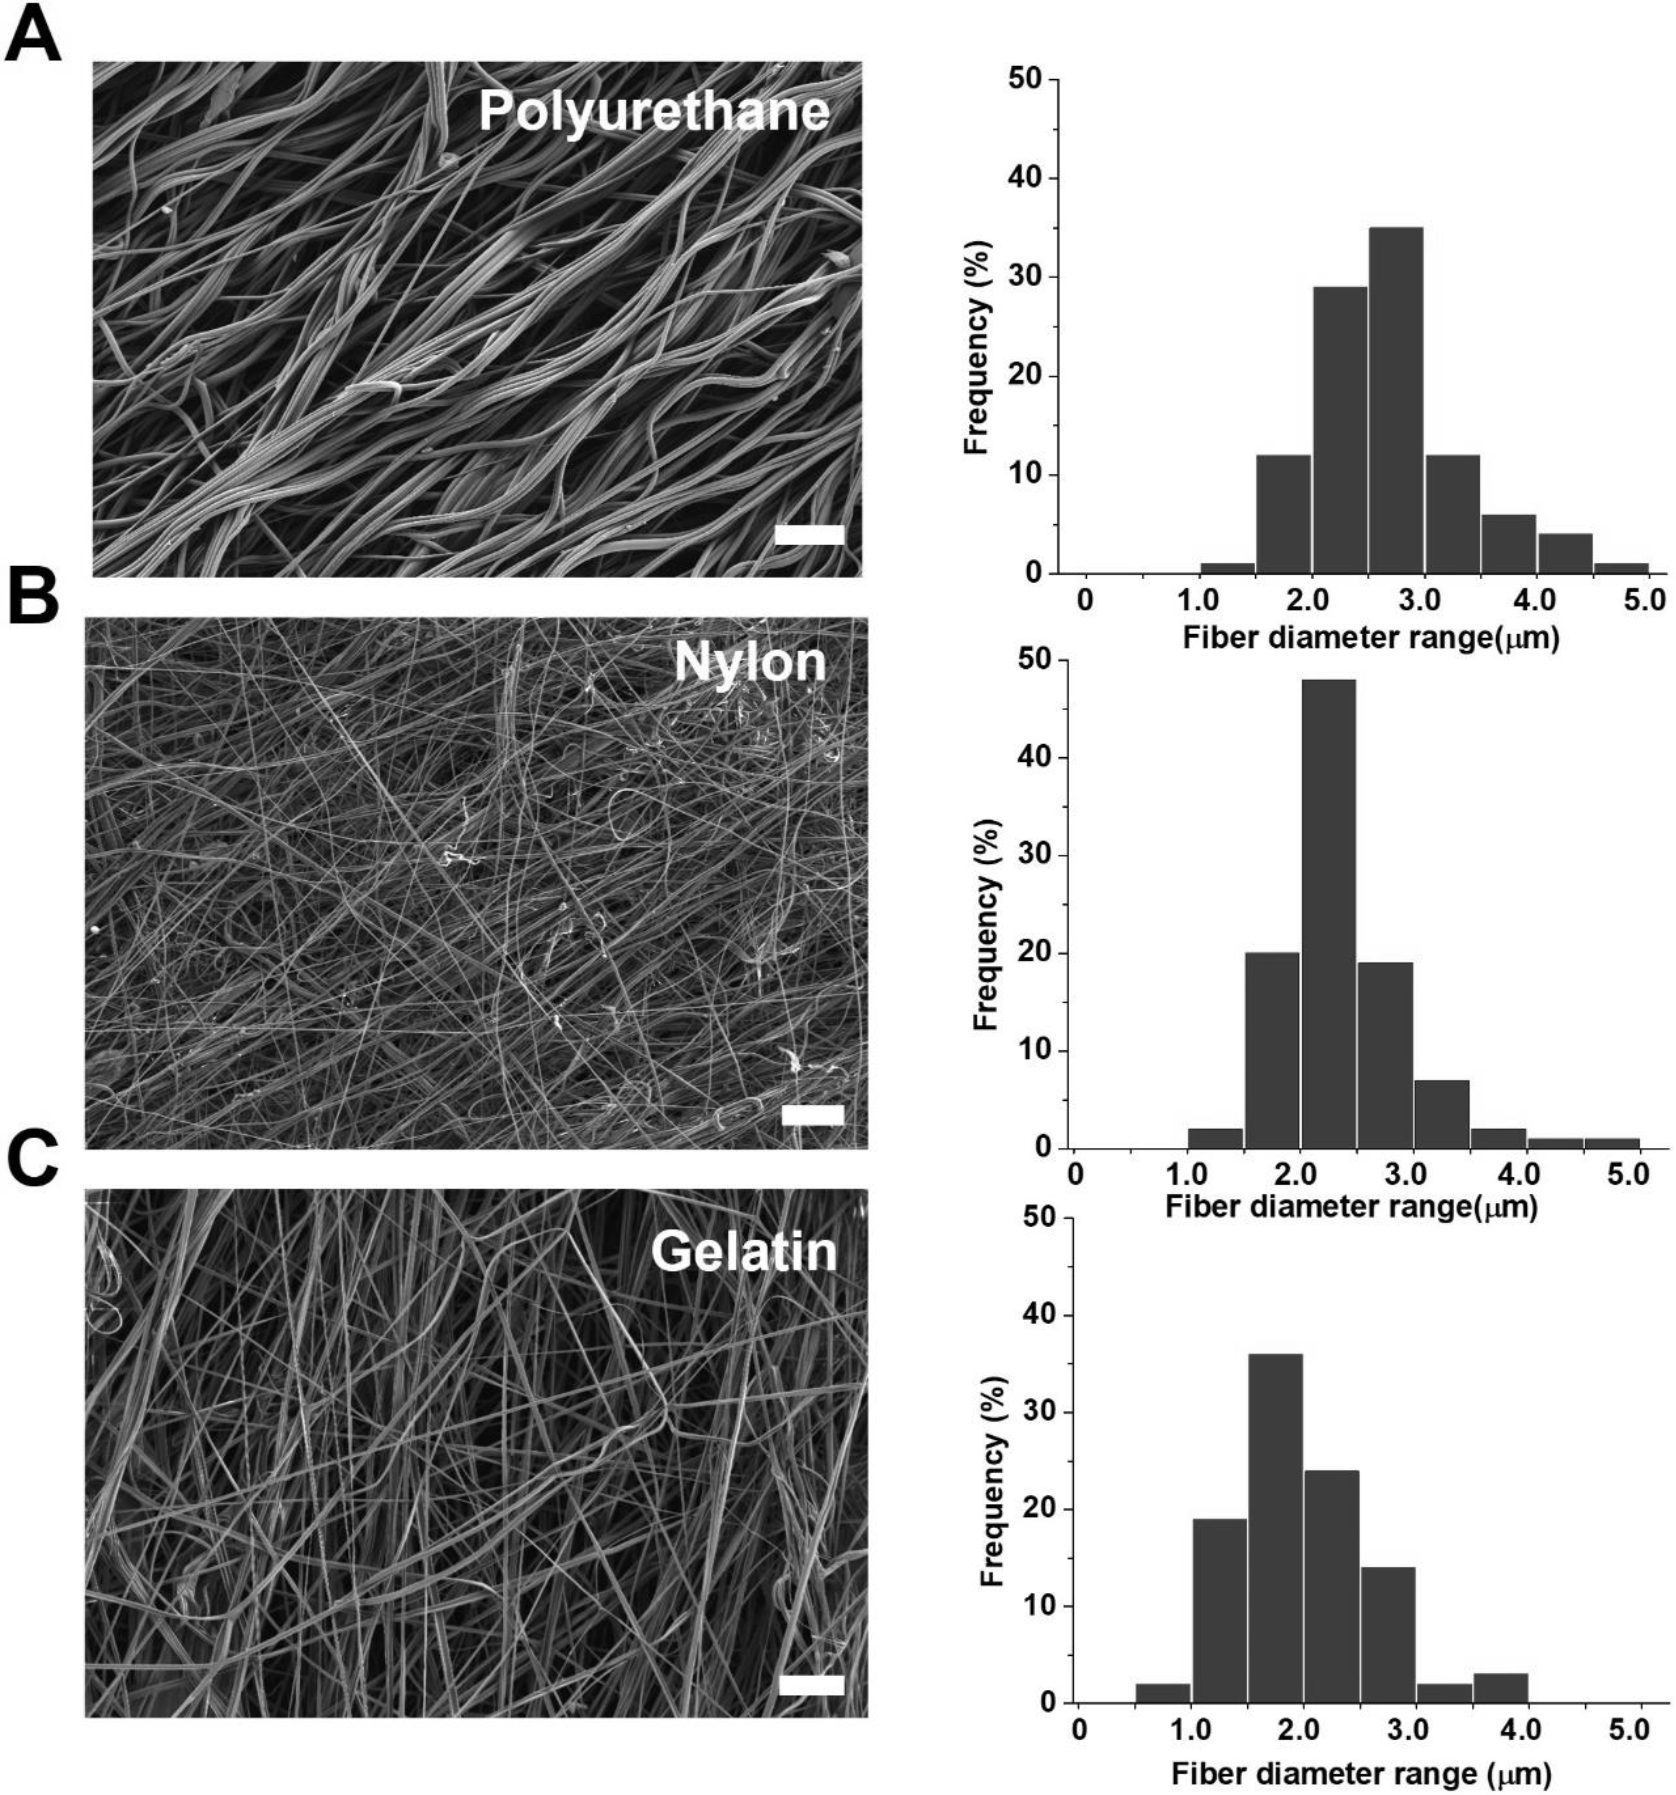 A
Polyurethane
50
40
30
20
10
0
Frequency (%)
0 1.0 2.0 3.0 4.0 5.0
Fiber diameter range(μm)
B
Nylon
50
40
30
20
10
0
Frequency (%)
0 1.0 2.0 3.0 4.0 5.0
Fiber diameter range(μm)
C
Gelatin
50
40
30
20
10
0
Frequency (%)
0 1.0 2.0 3.0 4.0 5.0
Fiber diameter range (μm)